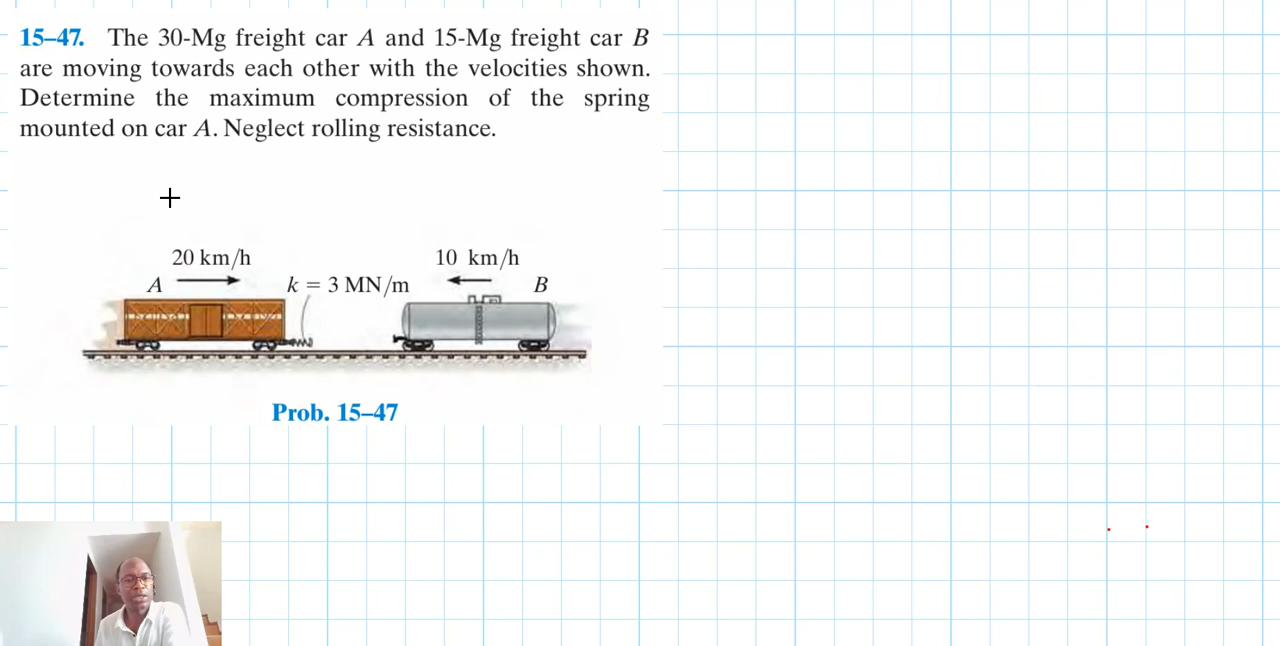 15–47. The 30-Mg freight car A and 15-Mg freight car B
are moving towards each other with the velocities shown.
Determine the maximum compression of the spring
mounted on car A. Neglect rolling resistance.
20 km/h
10 km/h
A
k = 3 MN/m
B
Prob. 15–47